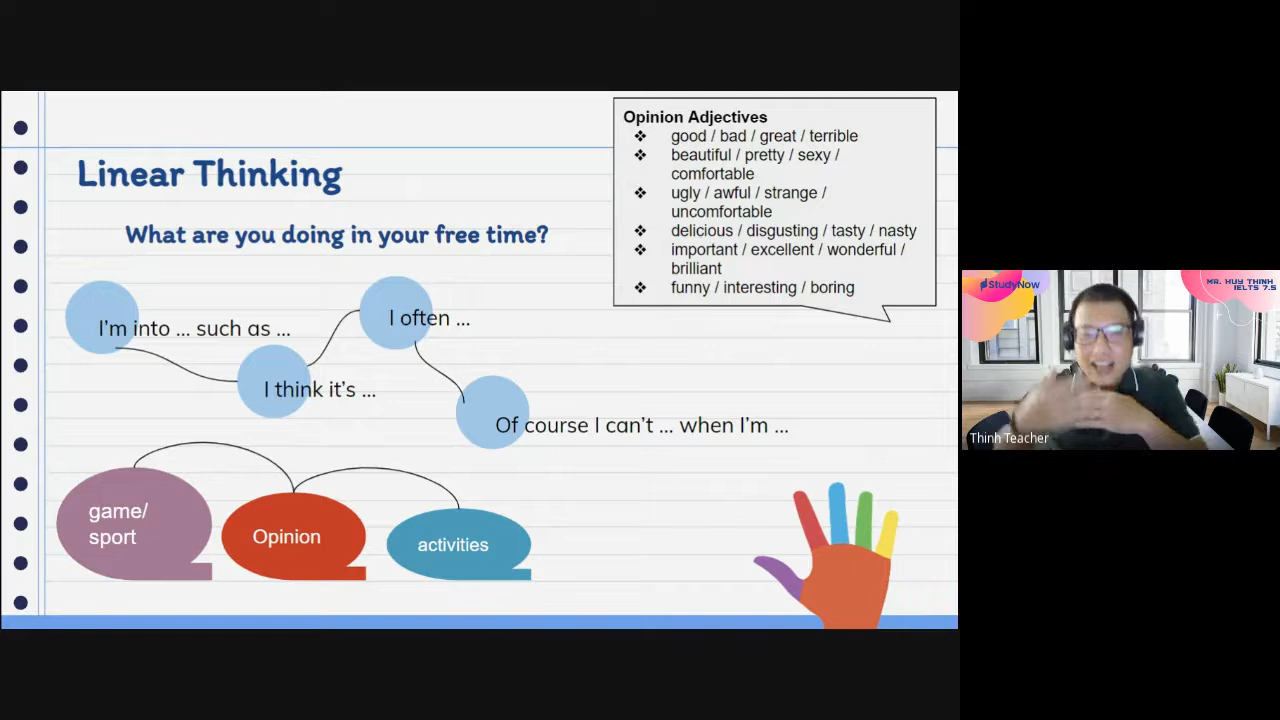 Linear Thinking
What are you doing in your free time?
Opinion Adjectives
❖ good / bad / great / terrible
❖ beautiful / pretty / sexy /
comfortable
❖ ugly / awful / strange /
uncomfortable
❖ delicious / disgusting / tasty / nasty
❖ important / excellent / wonderful /
brilliant
❖ funny / interesting / boring
I'm into ... such as ...
I think it's ...
I often ...
Of course I can't ... when I'm ...
game/
sport
Opinion
activities
StudyNow
MR. HUY THINH
IELTS 7.5
Thinh Teacher